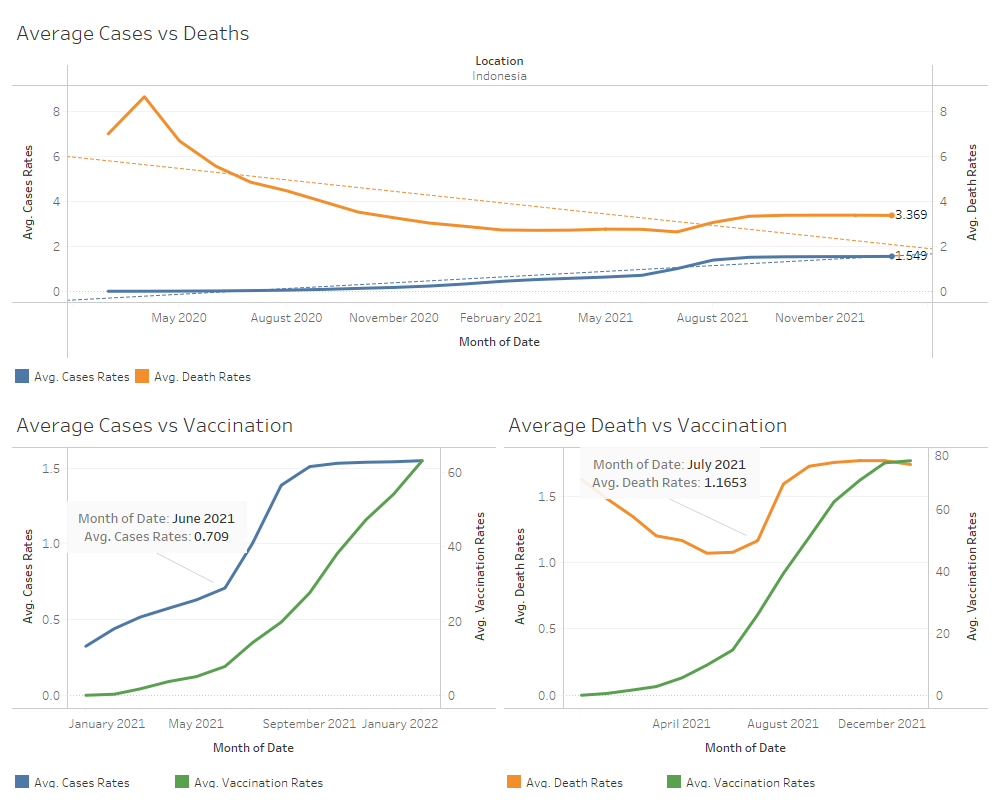 Average Cases vs Deaths
Location
Indonesia
8
6
4
2
0
Avg. Cases Rates
8
6
4
2
0
Avg. Death Rates
3.369
1.549
May 2020 August 2020 November 2020 February 2021 May 2021 August 2021 November 2021
Month of Date
Avg. Cases Rates Avg. Death Rates
Average Cases vs Vaccination
1.5
1.0
0.5
0.0
Avg. Cases Rates
Month of Date: June 2021
Avg. Cases Rates: 0.709
60
40
20
0
Avg. Vaccination Rates
January 2021 May 2021 September 2021 January 2022
Month of Date
Avg. Cases Rates Avg. Vaccination Rates
Average Death vs Vaccination
1.5
1.0
0.5
0.0
Avg. Death Rates
Month of Date: July 2021
Avg. Death Rates: 1.1653
80
60
40
20
0
Avg. Vaccination Rates
April 2021 August 2021 December 2021
Month of Date
Avg. Death Rates Avg. Vaccination Rates